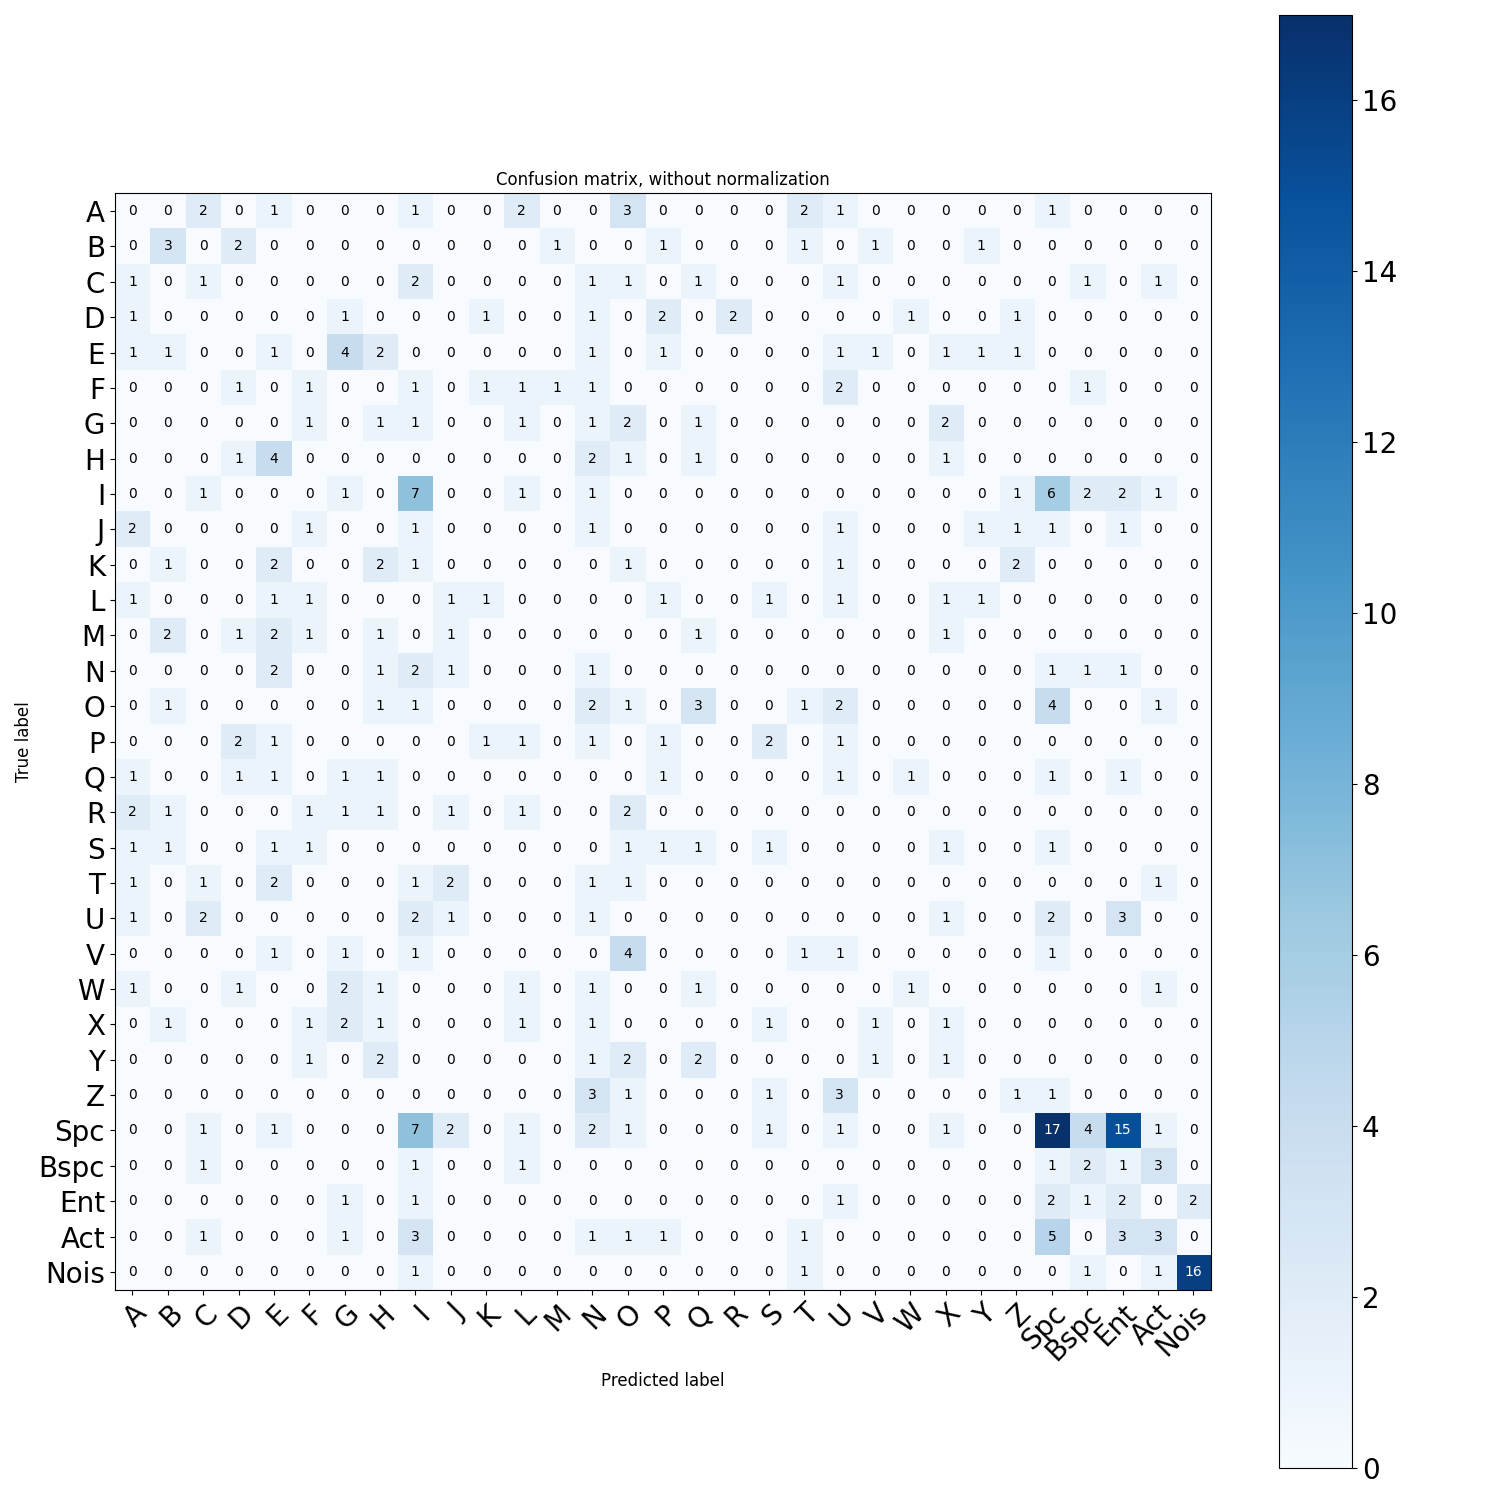 Confusion matrix, without normalization
A 0 0 2 0 1 0 0 0 1 0 0 2 0 0 3 0 0 0 0 2 1 0 0 0 0 0 1 0 0 0 0
B 0 3 0 2 0 0 0 0 0 0 0 0 1 0 0 1 0 0 0 1 0 1 0 0 1 0 0 0 0 0 0
C 1 0 1 0 0 0 0 0 2 0 0 0 0 1 1 0 1 0 0 0 1 0 0 0 0 0 0 1 0 1 0
D 1 0 0 0 0 0 1 0 0 0 1 0 0 1 0 2 0 2 0 0 0 0 1 0 0 1 0 0 0 0 0
E 1 1 0 0 1 0 4 2 0 0 0 0 0 1 0 1 0 0 0 0 1 1 0 1 1 1 0 0 0 0 0
F 0 0 0 1 0 1 0 0 1 0 1 1 1 1 0 0 0 0 0 0 2 0 0 0 0 0 0 1 0 0 0
G 0 0 0 0 0 1 0 1 1 0 0 1 0 1 2 0 1 0 0 0 0 0 0 2 0 0 0 0 0 0 0
H 0 0 0 1 4 0 0 0 0 0 0 0 0 2 1 0 1 0 0 0 0 0 0 1 0 0 0 0 0 0 0
I 0 0 1 0 0 0 1 0 7 0 0 1 0 1 0 0 0 0 0 0 0 0 0 0 0 1 6 2 2 1 0
J 2 0 0 0 0 1 0 0 1 0 0 0 0 1 0 0 0 0 0 0 1 0 0 0 1 1 1 0 1 0 0
K 0 1 0 0 2 0 0 2 1 0 0 0 0 0 1 0 0 0 0 0 1 0 0 0 0 2 0 0 0 0 0
L 1 0 0 0 1 1 0 0 0 1 1 0 0 0 0 1 0 0 1 0 1 0 0 1 1 0 0 0 0 0 0
M 0 2 0 1 2 1 0 1 0 1 0 0 0 0 0 0 1 0 0 0 0 0 0 1 0 0 0 0 0 0 0
N 0 0 0 0 2 0 0 1 2 1 0 0 0 1 0 0 0 0 0 0 0 0 0 0 0 0 1 1 1 0 0
O 0 1 0 0 0 0 0 1 1 0 0 0 0 2 1 0 3 0 0 1 2 0 0 0 0 0 4 0 0 1 0
P 0 0 0 2 1 0 0 0 0 0 1 1 0 1 0 1 0 0 2 0 1 0 0 0 0 0 0 0 0 0 0
Q 1 0 0 1 1 0 1 1 0 0 0 0 0 0 0 1 0 0 0 0 1 0 1 0 0 0 1 0 1 0 0
R 2 1 0 0 0 1 1 1 0 1 0 1 0 0 2 0 0 0 0 0 0 0 0 0 0 0 0 0 0 0 0
S 1 1 0 0 1 1 0 0 0 0 0 0 0 0 1 1 1 0 1 0 0 0 0 1 0 0 1 0 0 0 0
T 1 0 1 0 2 0 0 0 1 2 0 0 0 1 1 0 0 0 0 0 0 0 0 0 0 0 0 0 0 1 0
U 1 0 2 0 0 0 0 0 2 1 0 0 0 1 0 0 0 0 0 0 0 0 0 1 0 0 2 0 3 0 0
V 0 0 0 0 1 0 1 0 1 0 0 0 0 0 4 0 0 0 0 1 1 0 0 0 0 0 1 0 0 0 0
W 1 0 0 1 0 0 2 1 0 0 0 1 0 1 0 0 1 0 0 0 0 0 1 0 0 0 0 0 0 1 0
X 0 1 0 0 0 1 2 1 0 0 0 1 0 1 0 0 0 0 1 0 0 1 0 1 0 0 0 0 0 0 0
Y 0 0 0 0 0 1 0 2 0 0 0 0 0 1 2 0 2 0 0 0 0 1 0 1 0 0 0 0 0 0 0
Z 0 0 0 0 0 0 0 0 0 0 0 0 0 3 1 0 0 0 1 0 3 0 0 0 0 1 1 0 0 0 0
Spc 0 0 1 0 1 0 0 0 7 2 0 1 0 2 1 0 0 0 1 0 1 0 0 1 0 0 17 4 15 1 0
Bspc 0 0 1 0 0 0 0 0 1 0 0 1 0 0 0 0 0 0 0 0 0 0 0 0 0 0 1 2 1 3 0
Ent 0 0 0 0 0 0 1 0 1 0 0 0 0 0 0 0 0 0 0 0 1 0 0 0 0 0 2 1 2 0 2
Act 0 0 1 0 0 0 1 0 3 0 0 0 0 1 1 1 0 0 0 1 0 0 0 0 0 0 5 0 3 3 0
Nois 0 0 0 0 0 0 0 0 1 0 0 0 0 0 0 0 0 0 0 1 0 0 0 0 0 0 0 1 0 1 16
A B C D E F G H I J K L M N O P Q R S T U V W X Y Z Spc Bspc Ent Act Nois
Predicted label
True label
16
14
12
10
8
6
4
2
0